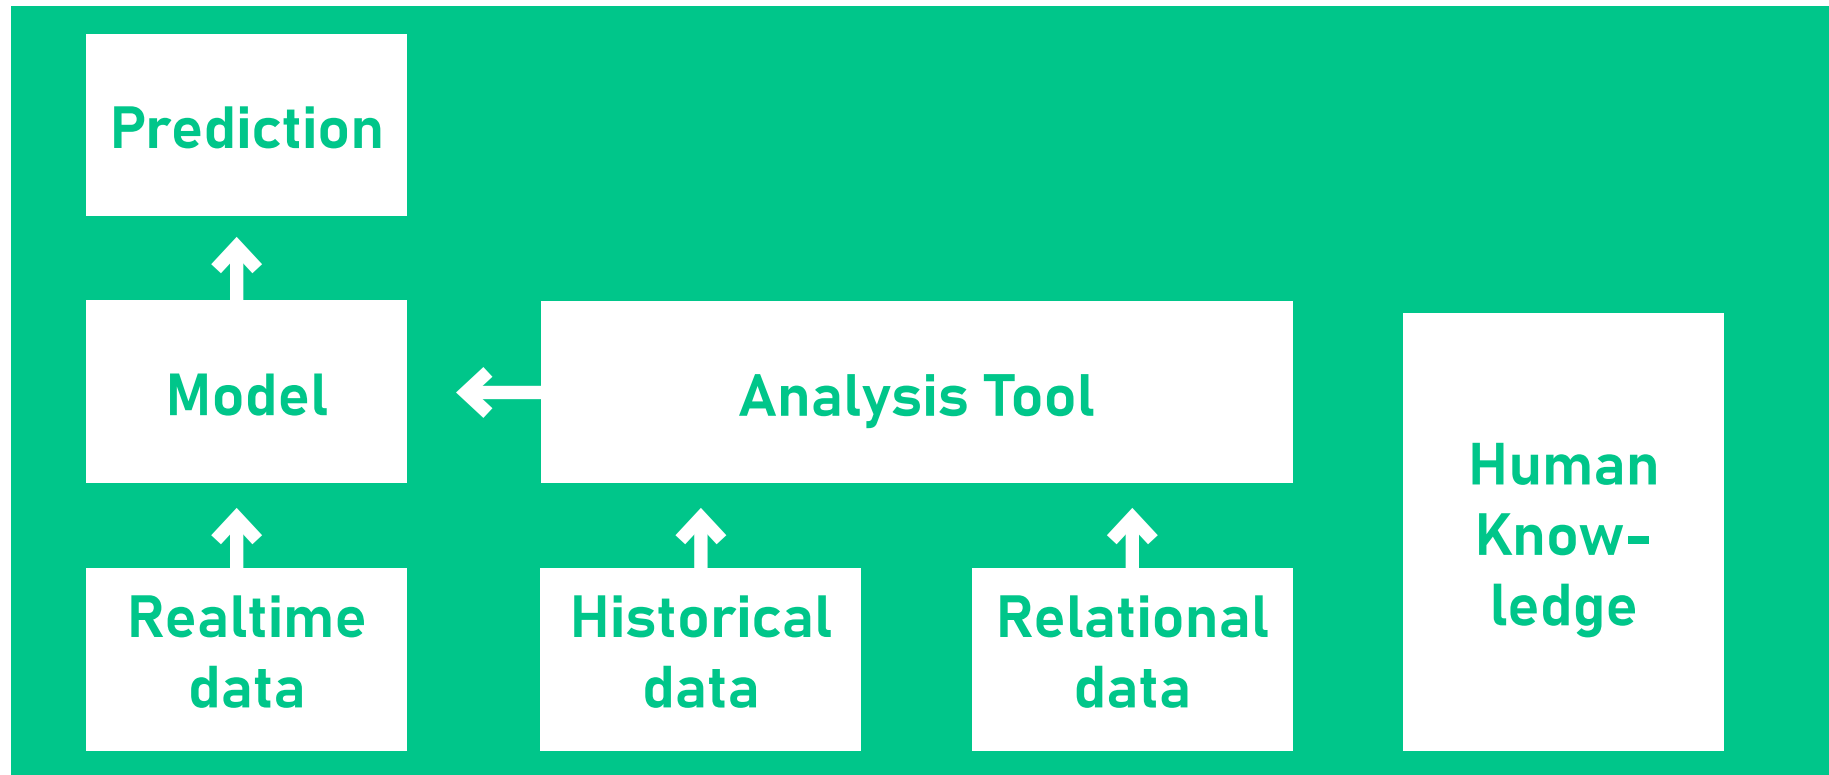 Prediction
Model
Analysis Tool
Human
Know-
ledge
Realtime
data
Historical
data
Relational
data